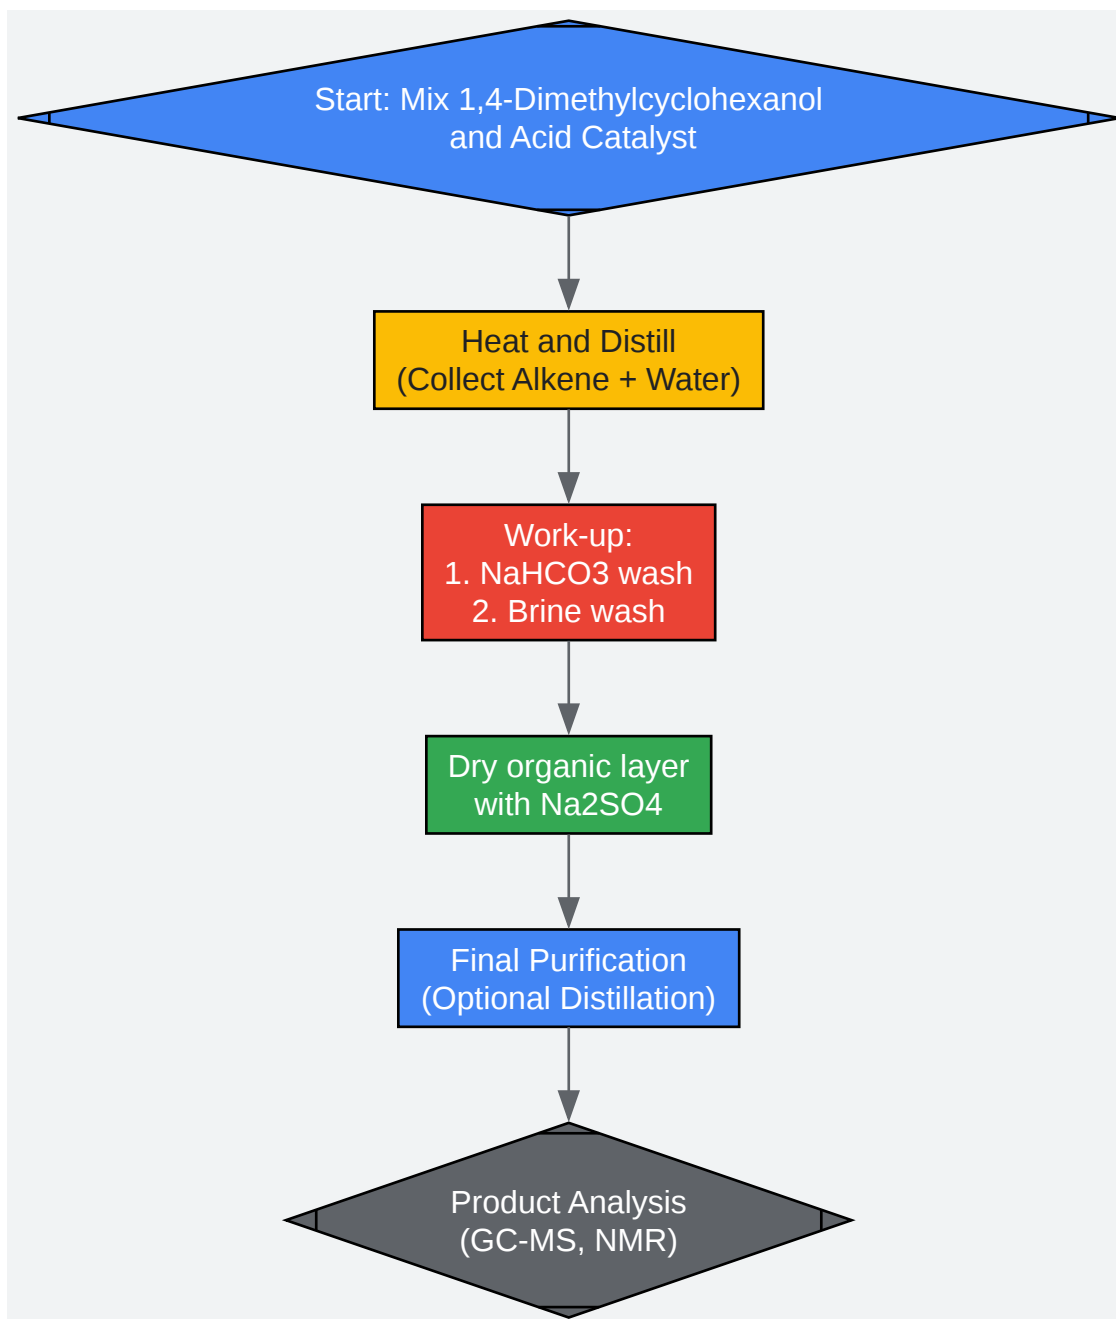 Start: Mix 1,4-Dimethylcyclohexanol
and Acid Catalyst
Heat and Distill
(Collect Alkene + Water)
Work-up:
1. NaHCO3 wash
2. Brine wash
Dry organic layer
with Na2SO4
Final Purification
(Optional Distillation)
Product Analysis
(GC-MS, NMR)